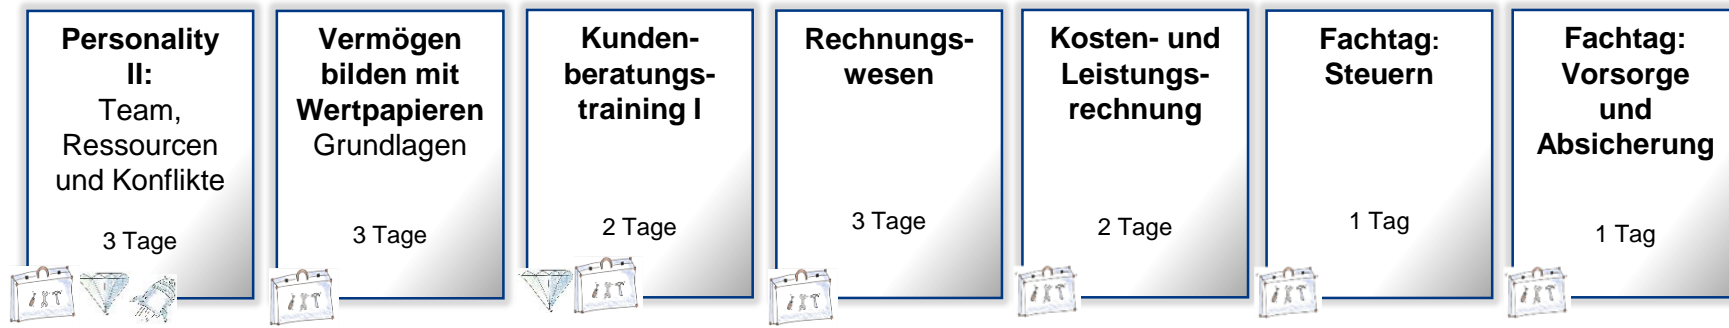 Personality
II:
Team,
Ressourcen
und Konflikte
3 Tage
Vermögen
bilden mit
Wertpapieren
Grundlagen
3 Tage
Kunden-
beratungs-
training I
2 Tage
Rechnungs-
wesen
3 Tage
Kosten- und
Leistungs-
rechnung
2 Tage
Fachtag:
Steuern
1 Tag
Fachtag:
Vorsorge
und
Absicherung
1 Tag